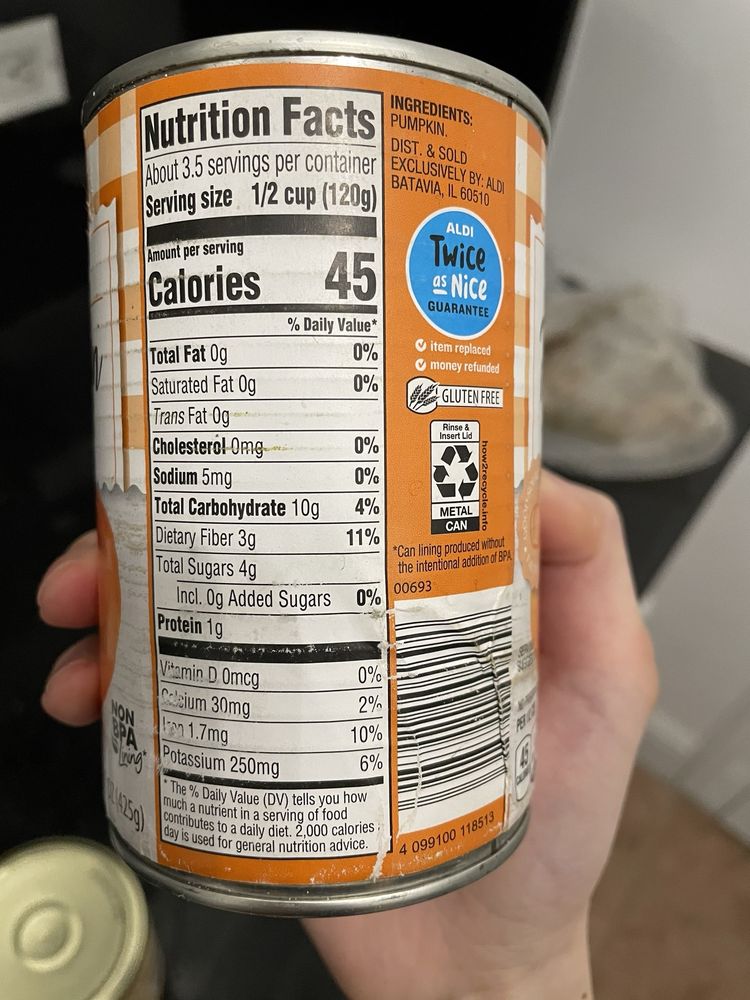 Nutrition Facts
About 3.5 servings per container
Serving size 1/2 cup (120g)
Amount per serving
Calories 45
% Daily Value*
Total Fat 0g 0%
Saturated Fat 0g 0%
Trans Fat 0g
Cholesterol 0mg 0%
Sodium 5mg 0%
Total Carbohydrate 10g 4%
Dietary Fiber 3g 11%
Total Sugars 4g
Incl. 0g Added Sugars 0%
Protein 1g
Vitamin D 0mcg 0%
Calcium 30mg 2%
Iron 1.7mg 10%
Potassium 250mg 6%
* The % Daily Value (DV) tells you how
much a nutrient in a serving of food
contributes to a daily diet. 2,000 calories
day is used for general nutrition advice.
INGREDIENTS:
PUMPKIN.
DIST. & SOLD
EXCLUSIVELY BY: ALDI
BATAVIA, IL 60510
ALDI
Twice
as Nice
GUARANTEE
item replaced
money refunded
GLUTEN FREE
Rinse &
Insert Lid
METAL
CAN
how2recycle.info
*Can lining produced without
the intentional addition of BPA.
00693
4 099100 118513
NON
BPA
Lining*
(425g)
PER
45